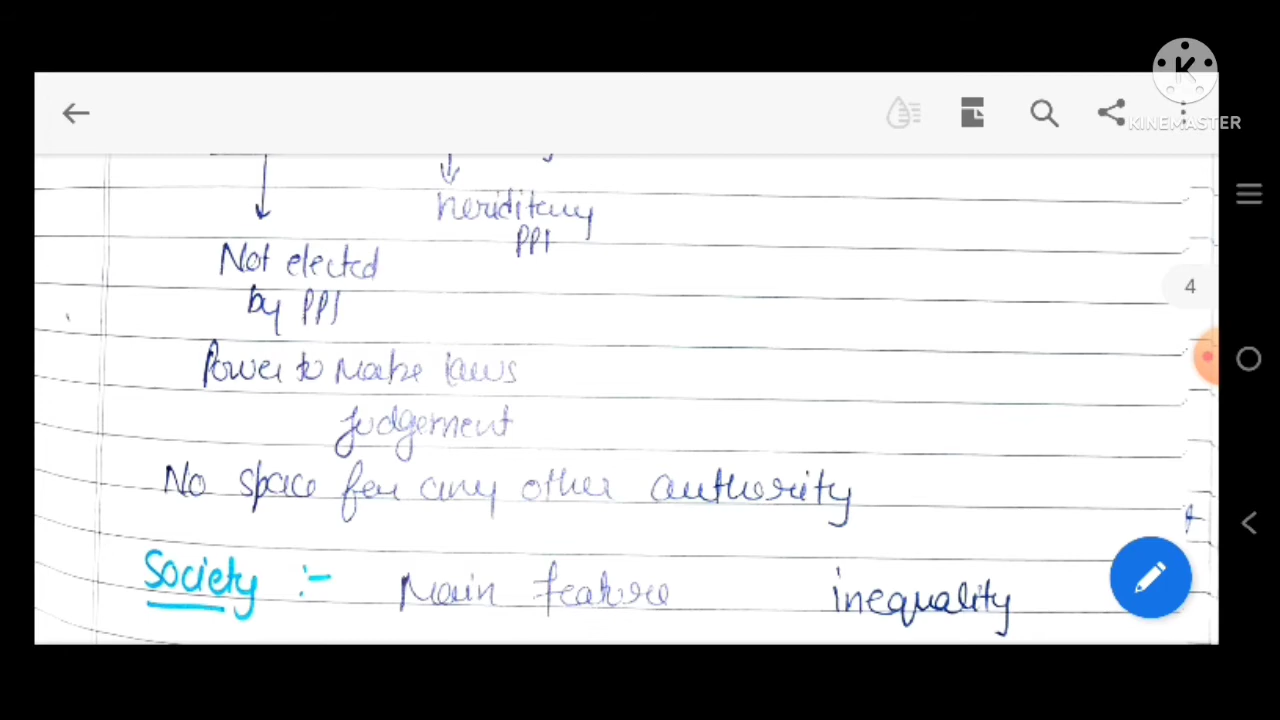 KINEMASTER
heriditary
PPl
Not elected
by PPl
4
Power to Make laws
judgement
No space for any other authority
Society :- Main feature inequality